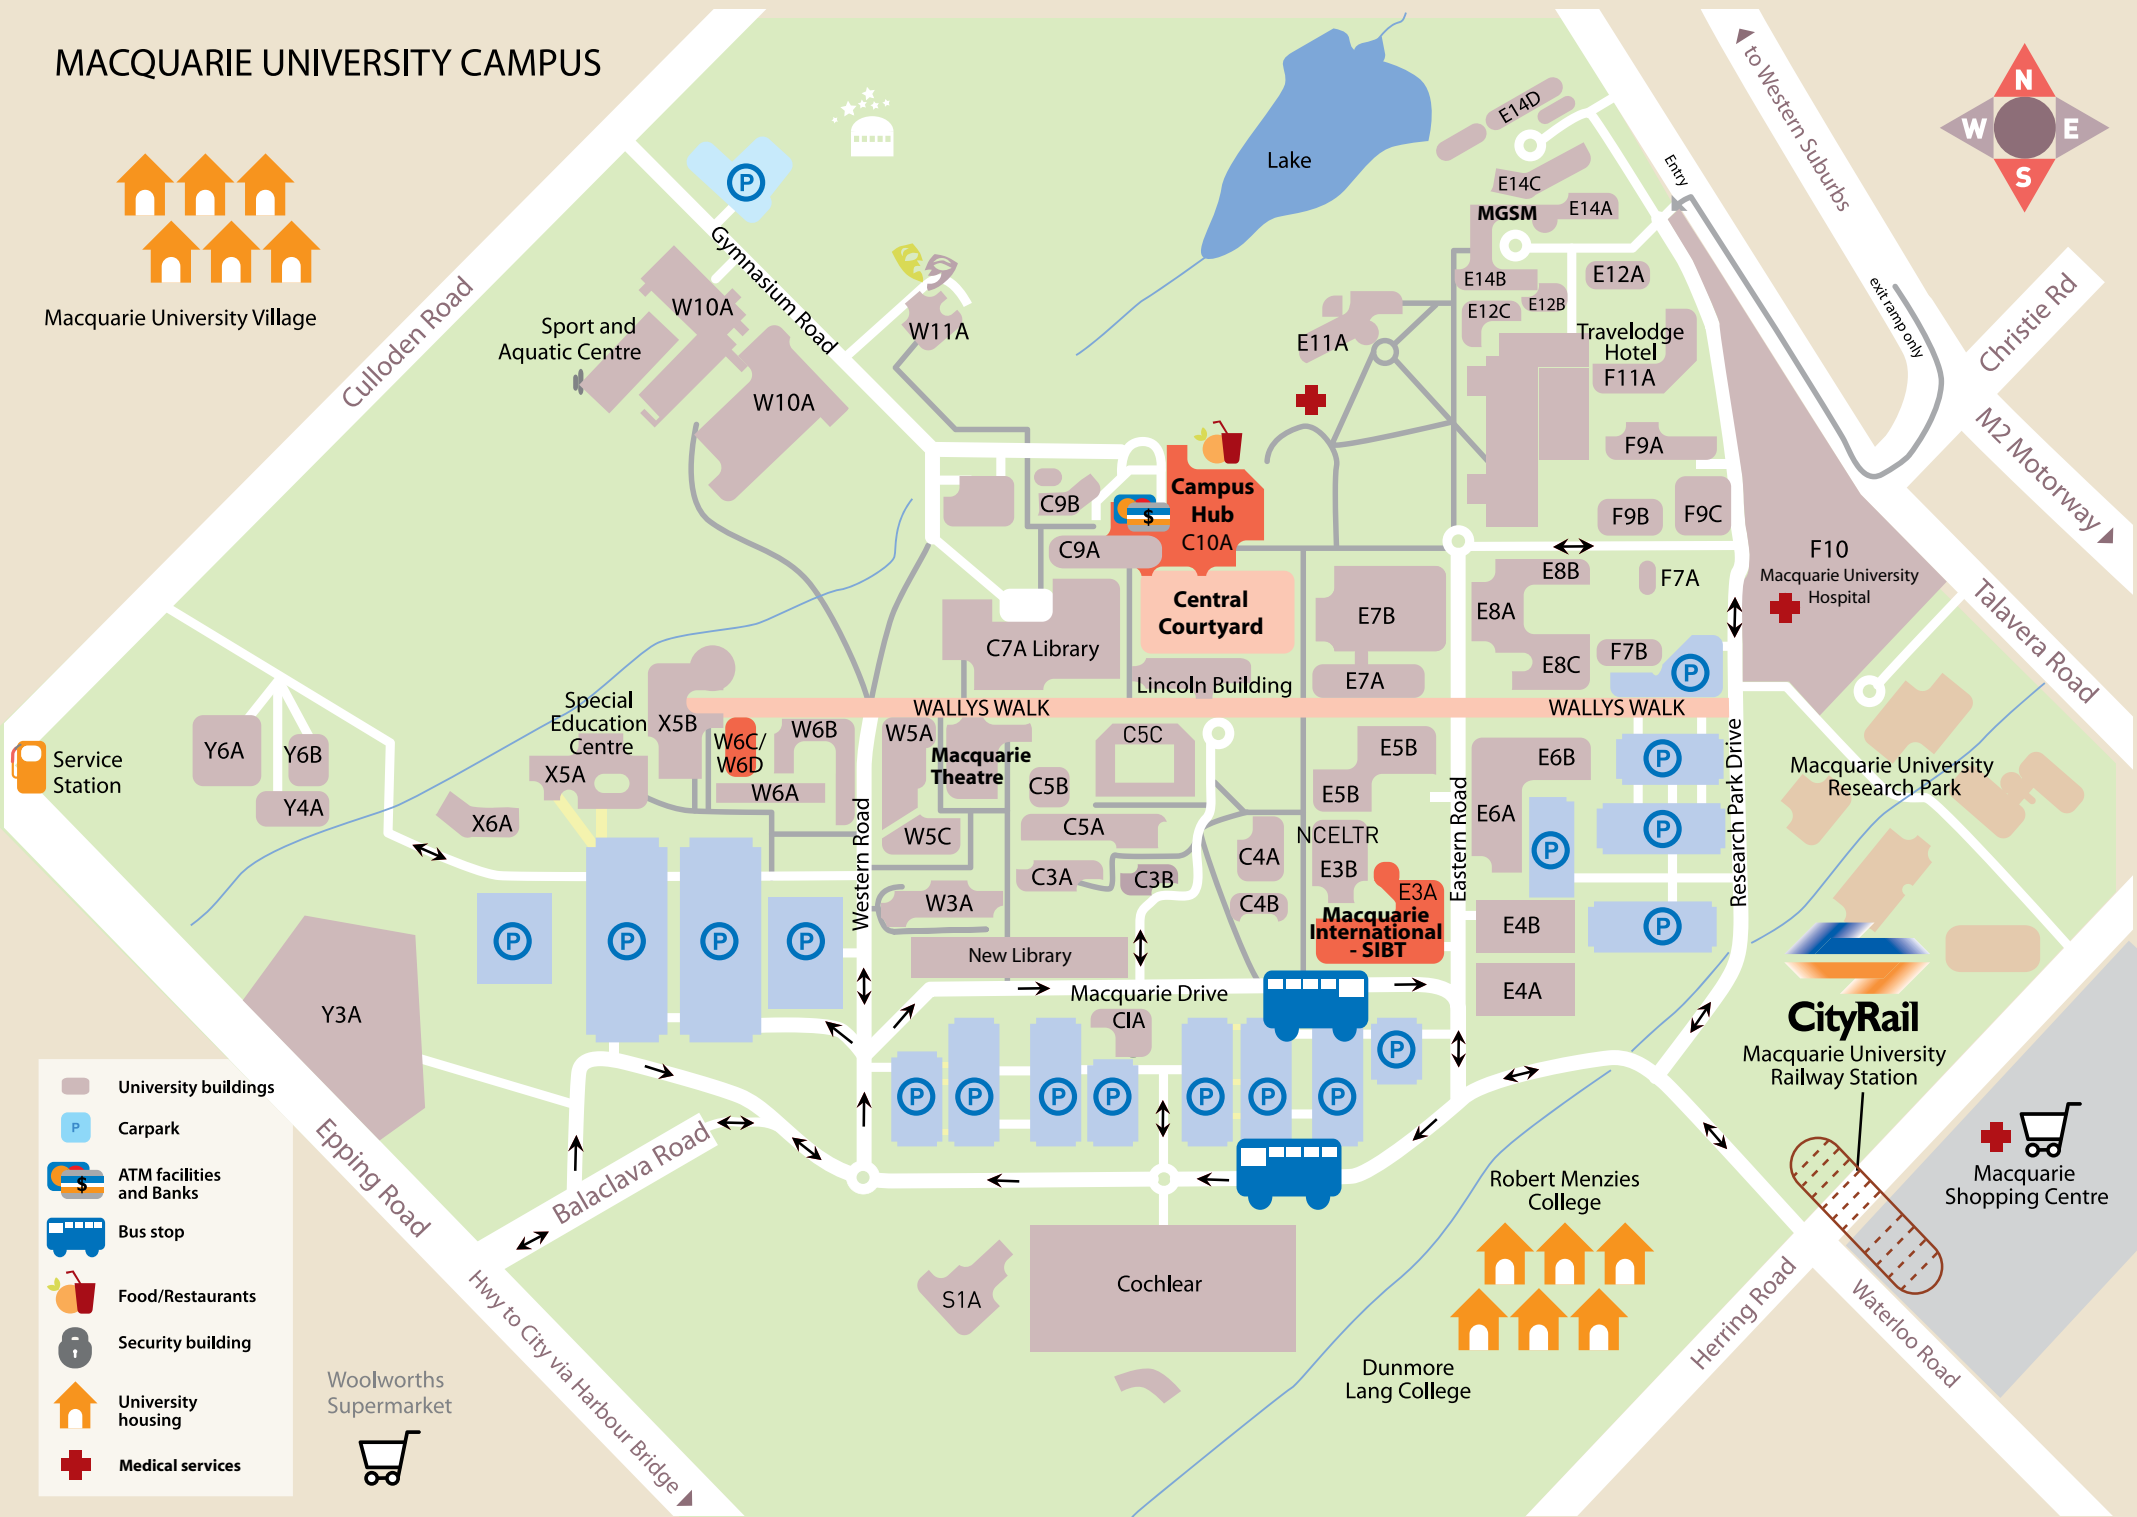 MACQUARIE UNIVERSITY CAMPUS
Macquarie University Village
Culloden Road
Gymnasium Road
P
Sport and
Aquatic Centre
W10A
W10A
W11A
Lake
E14D
E14C
MGSM
E14A
E14B
E12A
E12B
E12C
E11A
Travelodge
Hotel
F11A
F9A
F9B
F9C
Entry
to Western Suburbs
exit ramp only
Christie Rd
M2 Motorway
Talavera Road
N
W
E
S
F10
Macquarie University
Hospital
C9B
C9A
Campus
Hub
C10A
$
Central
Courtyard
C7A Library
Lincoln Building
E7B
E7A
E8B
E8A
E8C
F7A
F7B
P
WALLYS WALK
WALLYS WALK
Special
Education
Centre
X5B
X5A
X6A
W6C/
W6D
W6B
W6A
W5A
Macquarie
Theatre
W5C
C5C
C5B
C5A
C3A
C3B
C4A
C4B
W3A
New Library
E5B
E5B
NCELTR
E3B
E3A
Macquarie
International
- SIBT
E6B
E6A
E4B
E4A
P
P
P
P
Western Road
Eastern Road
Research Park Drive
Macquarie University
Research Park
Service
Station
Y6A
Y6B
Y4A
Y3A
P
P
P
P
Macquarie Drive
CIA
P
P
P
P
P
P
P
P
CityRail
Macquarie University
Railway Station
Macquarie
Shopping Centre
Robert Menzies
College
Dunmore
Lang College
Cochlear
S1A
Balaclava Road
Epping Road
Hwy to City via Harbour Bridge
Herring Road
Waterloo Road
University buildings
P
Carpark
$
ATM facilities
and Banks
Bus stop
Food/Restaurants
Security building
University
housing
Medical services
Woolworths
Supermarket